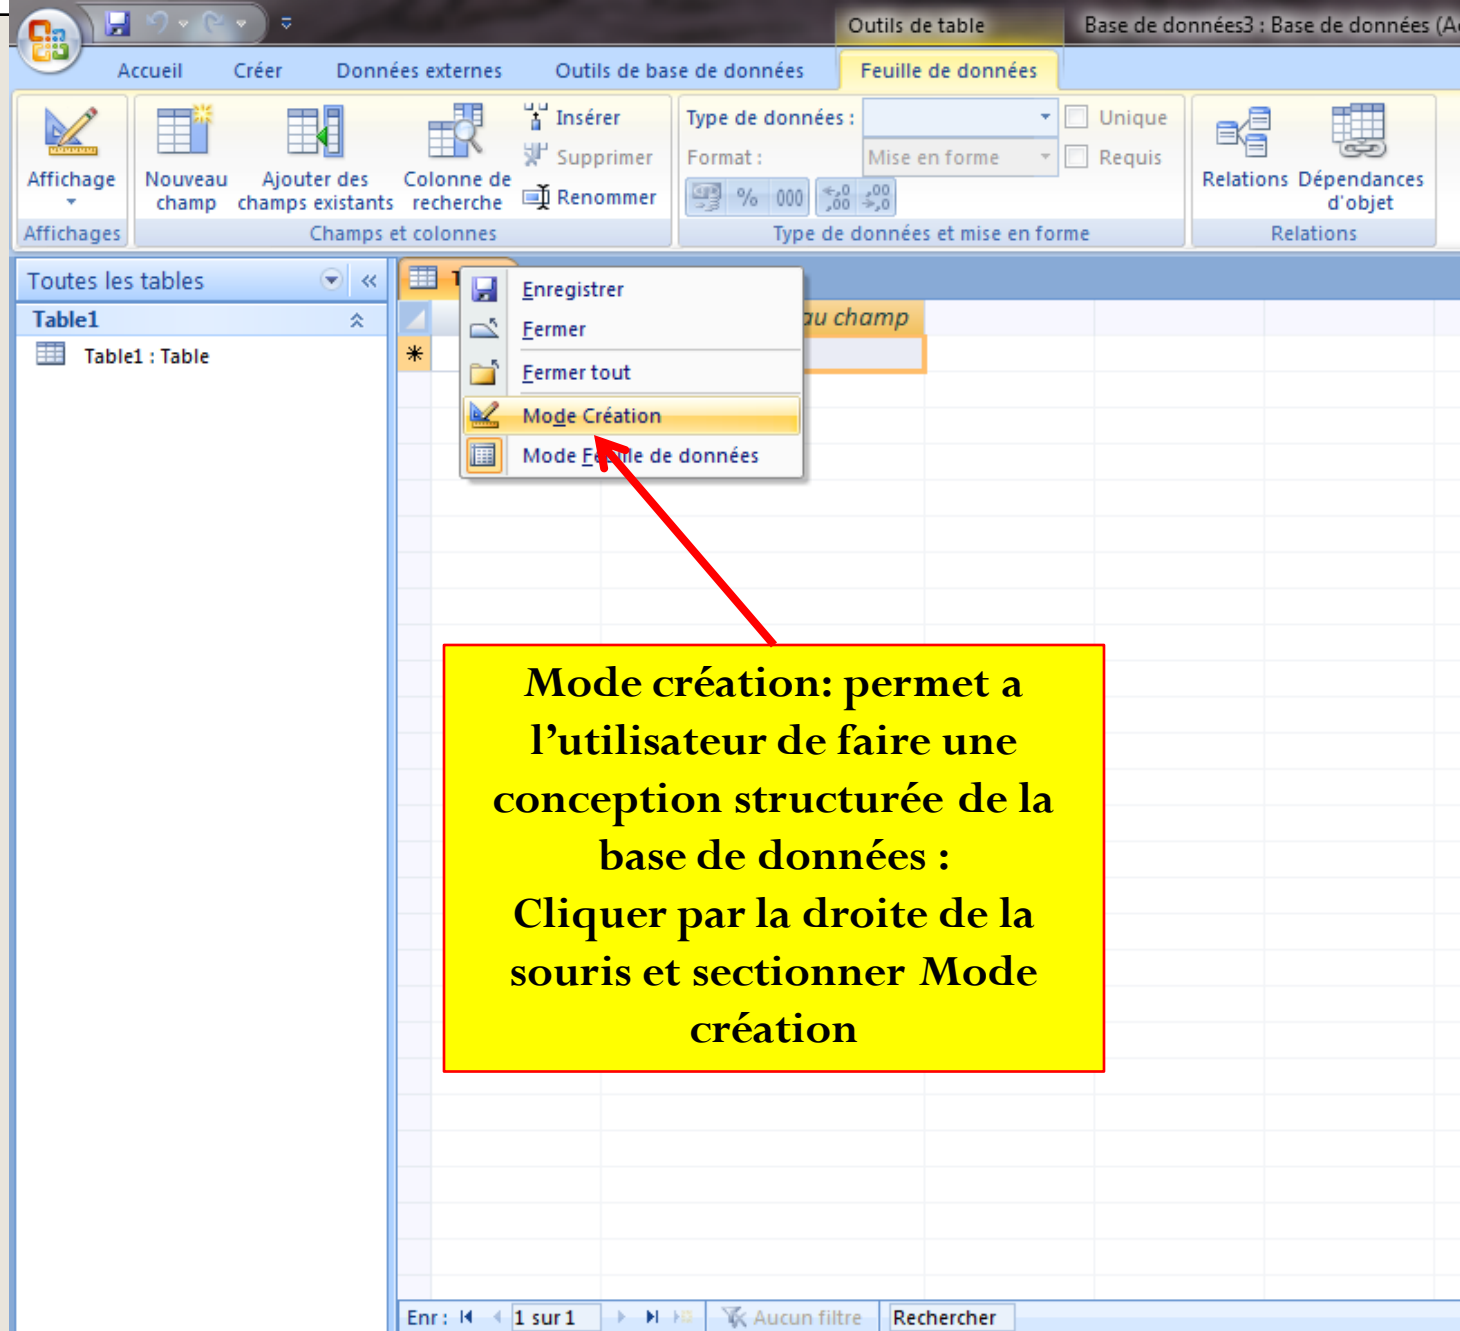 Outils de table
Base de données3 : Base de données (A
Accueil Créer Données externes Outils de base de données Feuille de données
Affichage
Nouveau champ
Ajouter des champs existants
Colonne de recherche
Insérer
Supprimer
Renommer
Type de données :
Format : Mise en forme
% 000
Unique
Requis
Relations
Dépendances d'objet
Affichages
Champs et colonnes
Type de données et mise en forme
Relations
Toutes les tables
Table1
Table1 : Table
Enregistrer
Fermer
Fermer tout
Mode Création
Mode Feuille de données
au champ
Mode création: permet a
l’utilisateur de faire une
conception structurée de la
base de données :
Cliquer par la droite de la
souris et sectionner Mode
création
Enr : 1 sur 1 Aucun filtre Rechercher